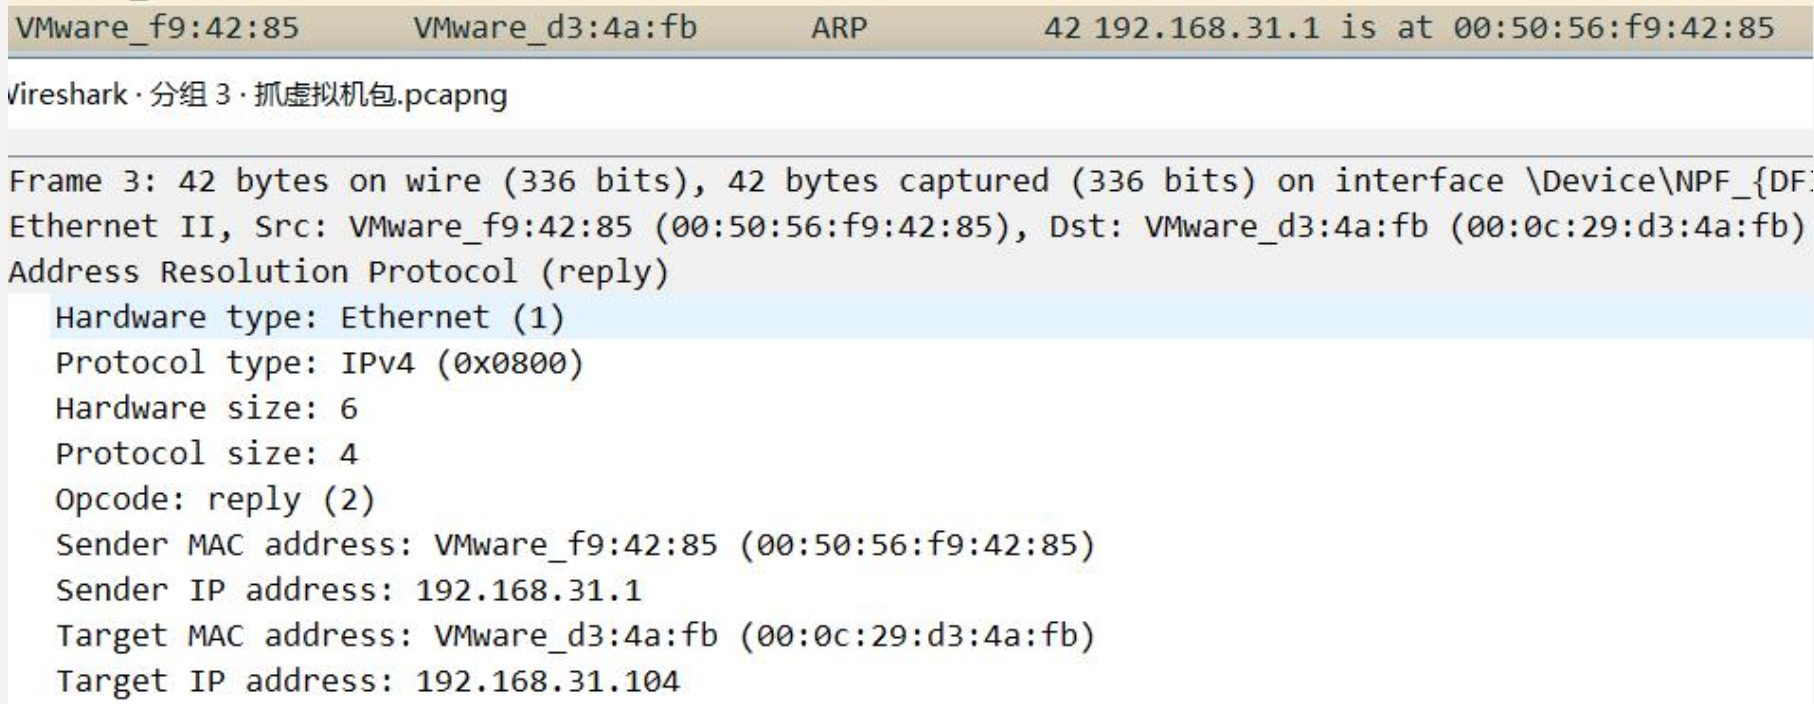 VMware_f9:42:85 VMware_d3:4a:fb ARP 42 192.168.31.1 is at 00:50:56:f9:42:85
Wireshark · 分组 3 · 抓虚拟机包.pcapng
Frame 3: 42 bytes on wire (336 bits), 42 bytes captured (336 bits) on interface \Device\NPF_{DF
Ethernet II, Src: VMware_f9:42:85 (00:50:56:f9:42:85), Dst: VMware_d3:4a:fb (00:0c:29:d3:4a:fb)
Address Resolution Protocol (reply)
Hardware type: Ethernet (1)
Protocol type: IPv4 (0x0800)
Hardware size: 6
Protocol size: 4
Opcode: reply (2)
Sender MAC address: VMware_f9:42:85 (00:50:56:f9:42:85)
Sender IP address: 192.168.31.1
Target MAC address: VMware_d3:4a:fb (00:0c:29:d3:4a:fb)
Target IP address: 192.168.31.104